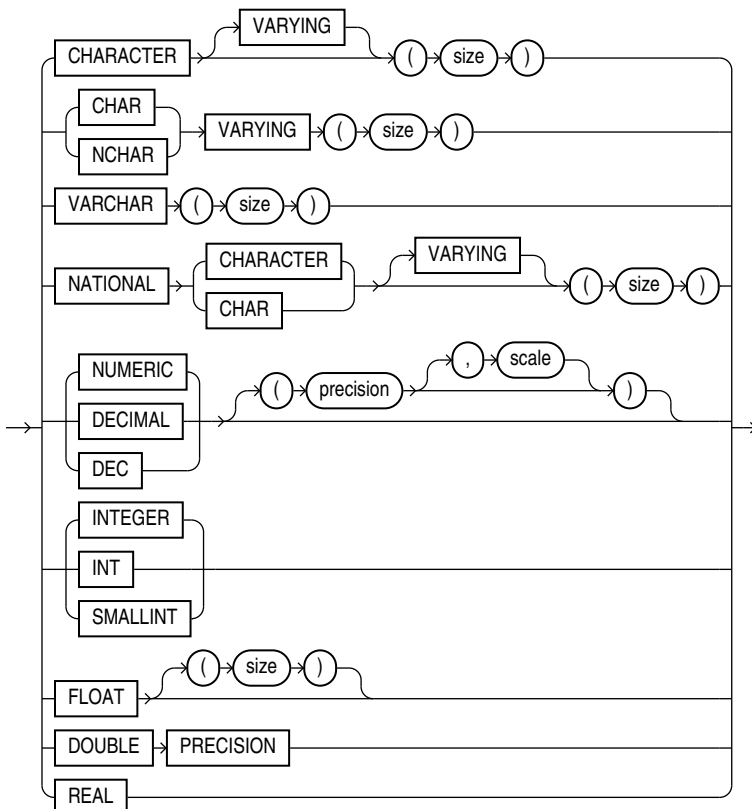 VARYING
CHARACTER ( size )
CHAR
VARYING ( size )
NCHAR
VARCHAR ( size )
CHARACTER VARYING
NATIONAL ( size )
CHAR
NUMERIC , scale
( precision )
DECIMAL
DEC
INTEGER
INT
SMALLINT
( size )
FLOAT
DOUBLE PRECISION
REAL